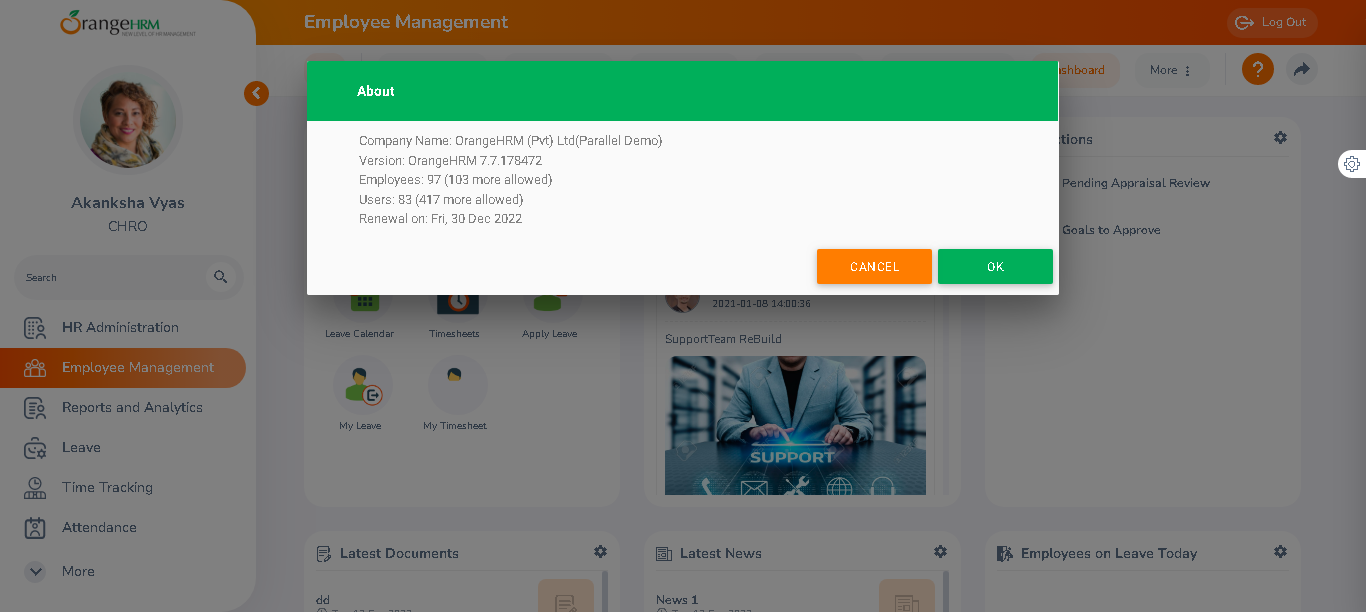 OrangeHRM
NEW LEVEL OF HR MANAGEMENT
Employee Management
Log Out
shboard
More
?
About
Company Name: OrangeHRM (Pvt) Ltd(Parallel Demo)
Version: OrangeHRM 7.7.178472
Employees: 97 (103 more allowed)
Users: 83 (417 more allowed)
Renewal on: Fri, 30 Dec 2022
CANCEL
OK
Akanksha Vyas
CHRO
Search
HR Administration
Employee Management
Reports and Analytics
Leave
Time Tracking
Attendance
More
Leave Calendar
Timesheets
Apply Leave
My Leave
My Timesheet
2021-01-08 14:00:36
SupportTeam ReBuild
SUPPORT
ctions
Pending Appraisal Review
Goals to Approve
Latest Documents
dd
Latest News
News 1
Employees on Leave Today